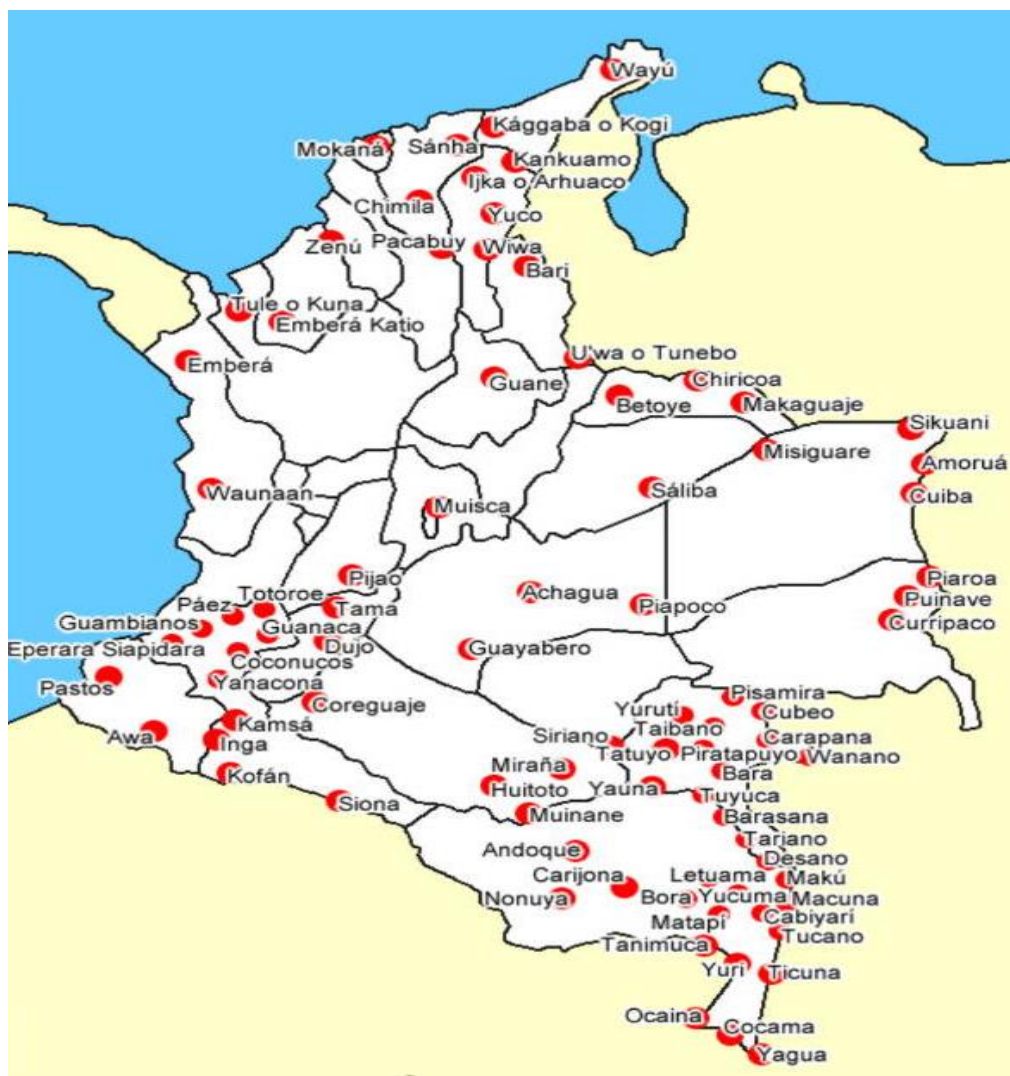 Wayú
Kággaba o Kogi
Mokaná
Sánha
Kankuamo
Ijka o Arhuaco
Chimila
Yuco
Zenú
Pacabuy
Wiwa
Bari
Tule o Kuna
Emberá Katio
Emberá
U'wa o Tunebo
Guane
Chiricoa
Betoye
Makaguaje
Sikuani
Misiguare
Amoruá
Waunaan
Sáliba
Cuiba
Muisca
Pijao
Piaroa
Totoroe
Achagua
Puinave
Páez
Tama
Piapoco
Guambianos
Guanaca
Curripaco
Eperara Siapidara
Dujo
Guayabero
Coconucos
Yanacona
Pastos
Coreguaje
Pisamira
Yurutí
Cubeo
Kamsá
Taibano
Awa
Inga
Siriano
Carapana
Tatuyo
Piratapuyo
Wanano
Miraña
Kofán
Bara
Huitoto
Yauna
Siona
Tuyuca
Muinane
Barasana
Tariano
Andoque
Desano
Carijona
Letuama
Makú
Nonuya
Bora
Yucuma
Macuna
Matapí
Cabiyarí
Tucano
Tanimuca
Yuri
Ticuna
Ocaina
Cocama
Yagua